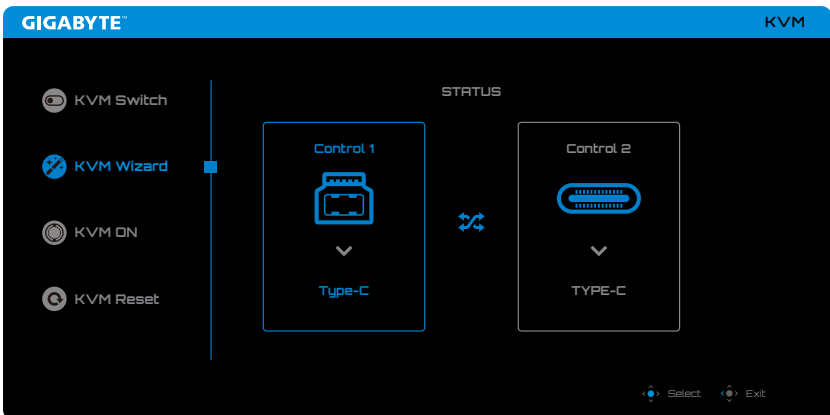 GIGABYTE™
KVM
KVM Switch
KVM Wizard
KVM ON
KVM Reset
STATUS
Control 1
Type-C
Control 2
TYPE-C
Select
Exit